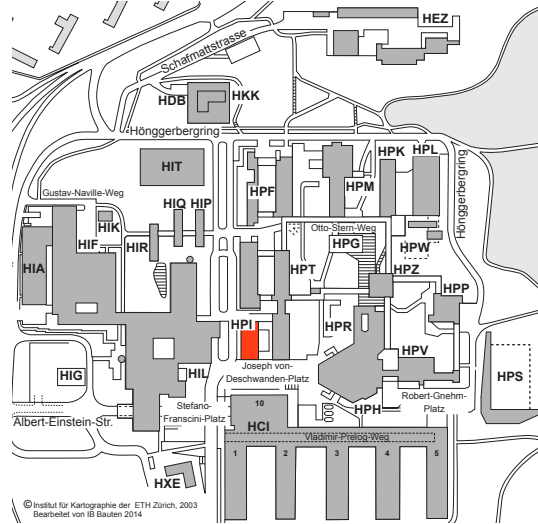 HEZ
Schafmattstrasse
HDB
HKK
Hönggerbergring
HPK
HPL
HIT
HPF
HPM
Hönggerbergring
Gustav-Naville-Weg
HIK
HIQ
HIP
Otto-Stern-Weg
HIF
HIR
HPG
HPW
HIA
HPT
HPZ
HPP
HPI
HPR
HPV
HIG
HIL
Joseph von-
Deschwanden-Platz
HPS
HPH
Robert-Gnehm-
Platz
Stefano-
Franscini-Platz
Albert-Einstein-Str.
10
HCI
Vladimir-Prelog-Weg
1
2
3
4
5
HXE
© Institut für Kartographie der ETH Zürich, 2003
Bearbeitet von IB Bauten 2014